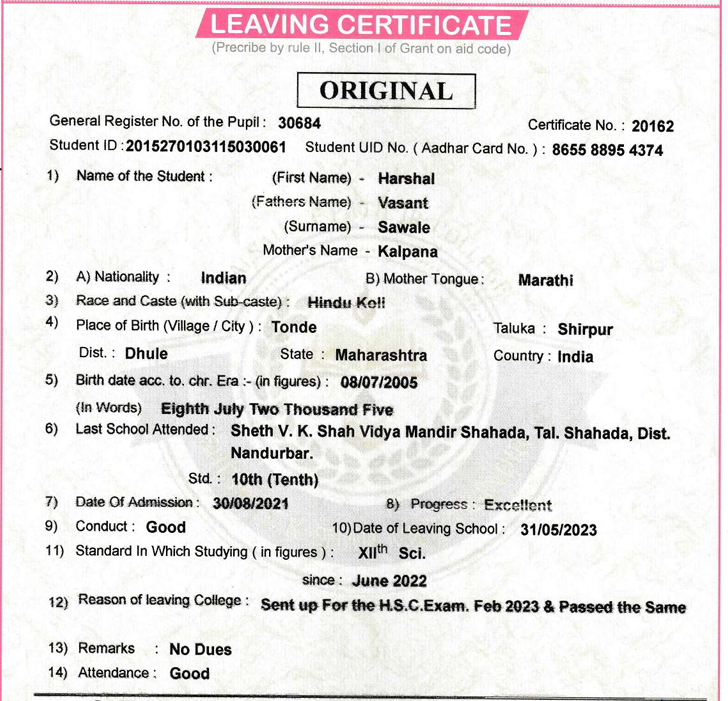 LEAVING CERTIFICATE
(Precribe by rule II, Section I of Grant on aid code)
ORIGINAL
General Register No. of the Pupil : 30684 Certificate No. : 20162
Student ID : 2015270103115030061 Student UID No. ( Aadhar Card No. ) : 8655 8895 4374
1) Name of the Student : (First Name) - Harshal
(Fathers Name) - Vasant
(Surname) - Sawale
Mother's Name - Kalpana
2) A) Nationality : Indian B) Mother Tongue : Marathi
3) Race and Caste (with Sub-caste) : Hindu Koli
4) Place of Birth (Village / City ) : Tonde Taluka : Shirpur
Dist. : Dhule State : Maharashtra Country : India
5) Birth date acc. to. chr. Era :- (in figures) : 08/07/2005
(In Words) Eighth July Two Thousand Five
6) Last School Attended : Sheth V. K. Shah Vidya Mandir Shahada, Tal. Shahada, Dist.
Nandurbar.
Std. : 10th (Tenth)
7) Date Of Admission : 30/08/2021 8) Progress : Excellent
9) Conduct : Good 10) Date of Leaving School : 31/05/2023
11) Standard In Which Studying ( in figures ) : XIIth Sci.
since : June 2022
12) Reason of leaving College : Sent up For the H.S.C.Exam. Feb 2023 & Passed the Same
13) Remarks : No Dues
14) Attendance : Good